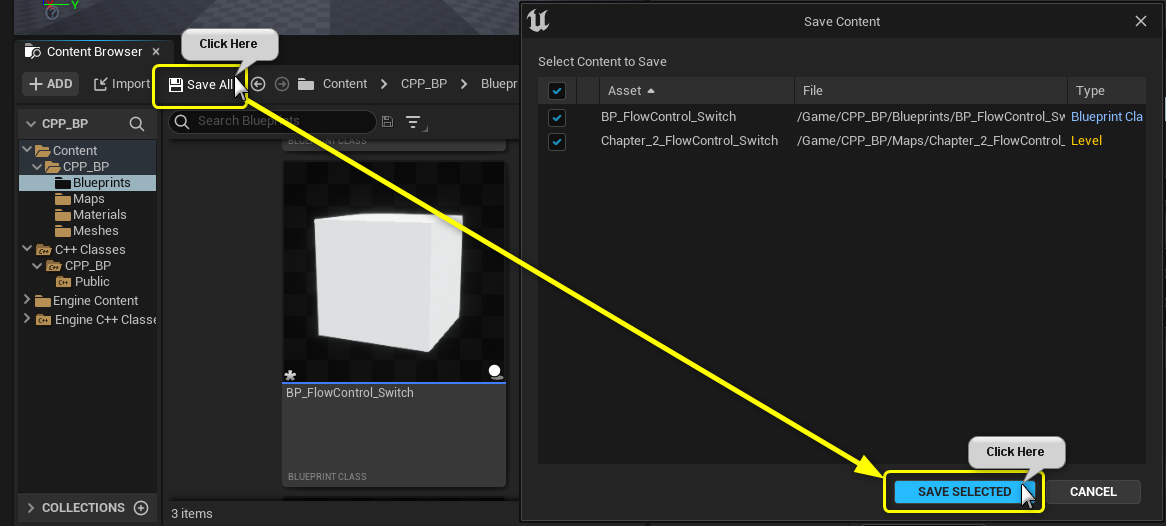 Y
Save Content
Click Here
Content Browser
ADD
Import
Save All
Content
CPP_BP
Bluepr
Select Content to Save
Asset
File
Type
CPP_BP
Search Blueprints
BP_FlowControl_Switch
/Game/CPP_BP/Blueprints/BP_FlowControl_Sw
Blueprint Cla
Chapter_2_FlowControl_Switch
/Game/CPP_BP/Maps/Chapter_2_FlowControl_
Level
BLUEPRINT CLASS
Content
CPP_BP
Blueprints
Maps
Materials
Meshes
C++ Classes
CPP_BP
Public
Engine Content
Engine C++ Classe
BP_FlowControl_Switch
BLUEPRINT CLASS
Click Here
SAVE SELECTED
CANCEL
COLLECTIONS
3 items